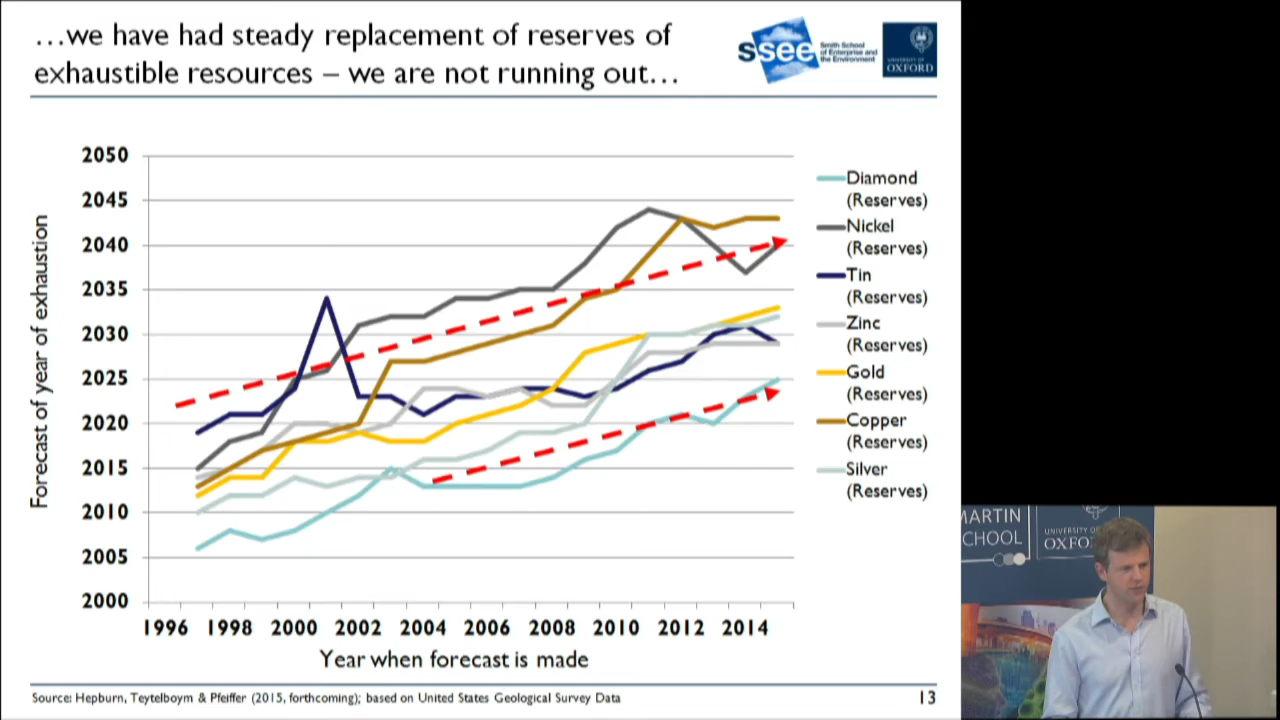 …we have had steady replacement of reserves of
exhaustible resources – we are not running out…
ssee
Smith School
of Enterprise and
the Environment
UNIVERSITY OF
OXFORD
2050
2045
2040
2035
2030
2025
2020
2015
2010
2005
2000
Forecast of year of exhaustion
1996 1998 2000 2002 2004 2006 2008 2010 2012 2014
Year when forecast is made
Diamond
(Reserves)
Nickel
(Reserves)
Tin
(Reserves)
Zinc
(Reserves)
Gold
(Reserves)
Copper
(Reserves)
Silver
(Reserves)
Source: Hepburn, Teytelboym & Pfeiffer (2015, forthcoming); based on United States Geological Survey Data
13
MARTIN
SCHOOL
UNIVERSITY OF
OXFO